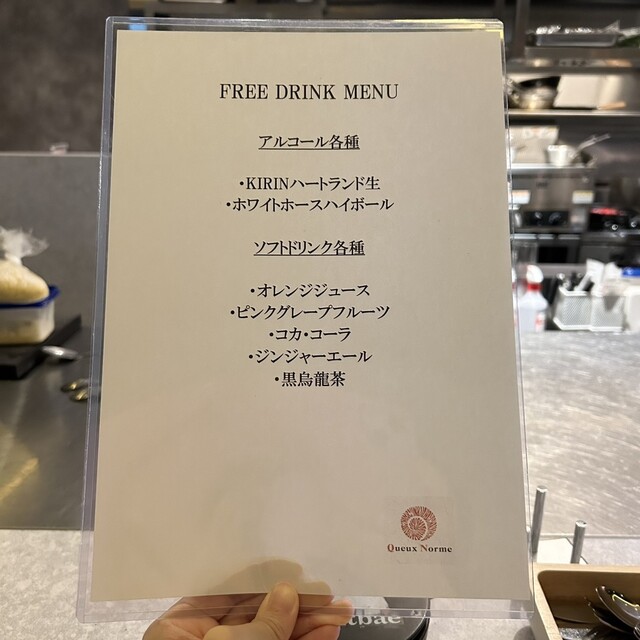 FREE DRINK MENU
アルコール各種
・KIRINハートランド生
・ホワイトホースハイボール
ソフトドリンク各種
・オレンジジュース
・ピンクグレープフルーツ
・コカ・コーラ
・ジンジャーエール
・黒烏龍茶
Queux Norme